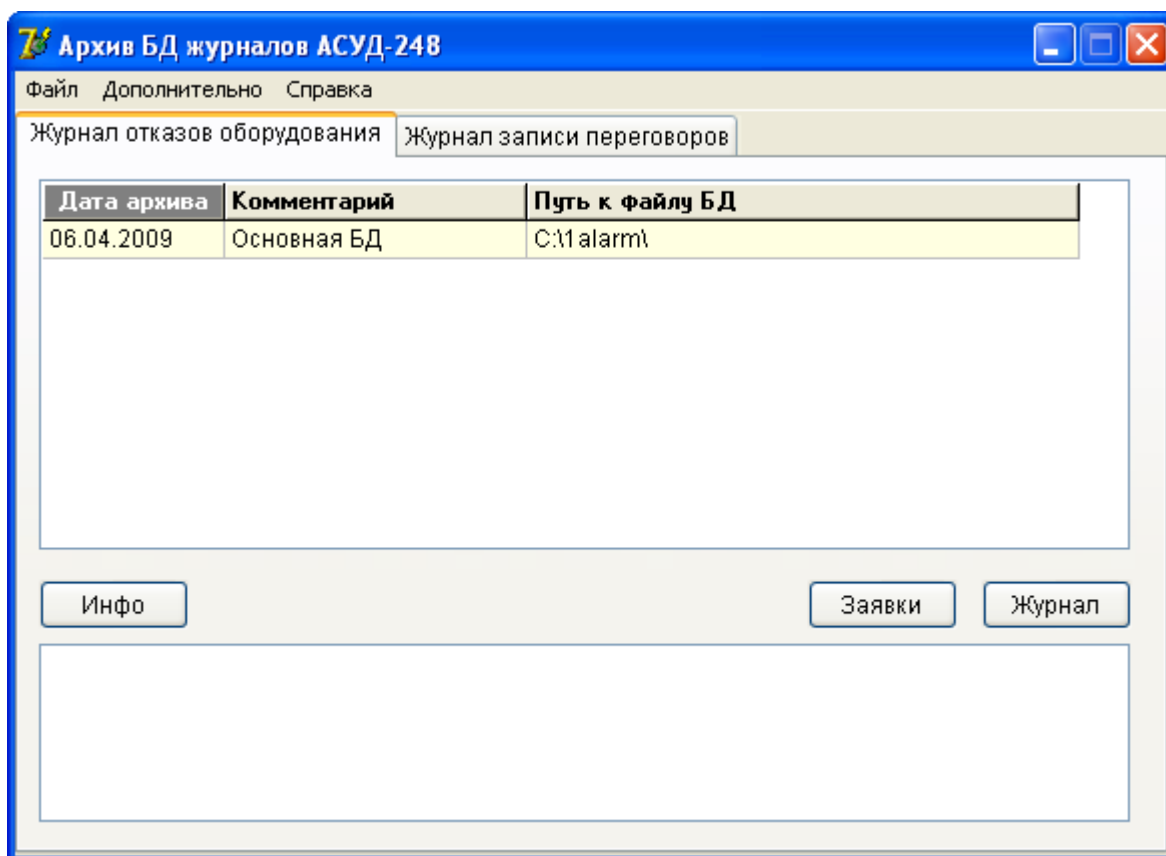 Архив БД журналов АСУД-248
Файл Дополнительно Справка
Журнал отказов оборудования Журнал записи переговоров
Дата архива Комментарий Путь к файлу БД
06.04.2009 Основная БД C:\1alarm\
Инфо Заявки Журнал